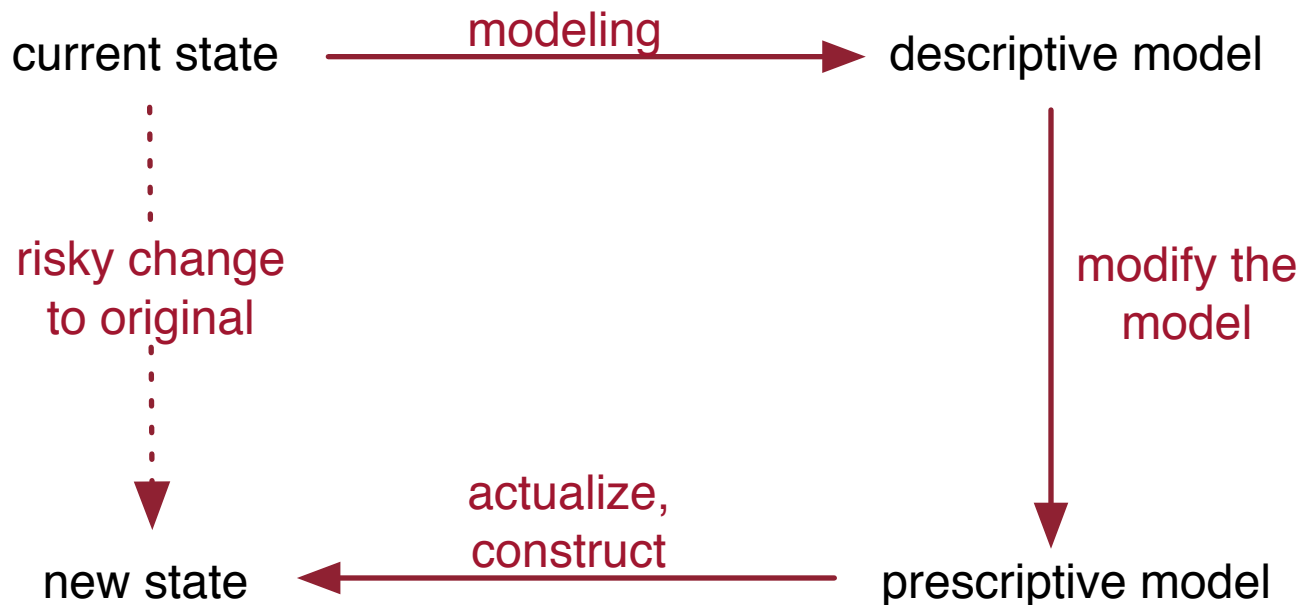 current state
modeling
descriptive model
risky change
to original
modify the
model
actualize,
construct
new state
prescriptive model